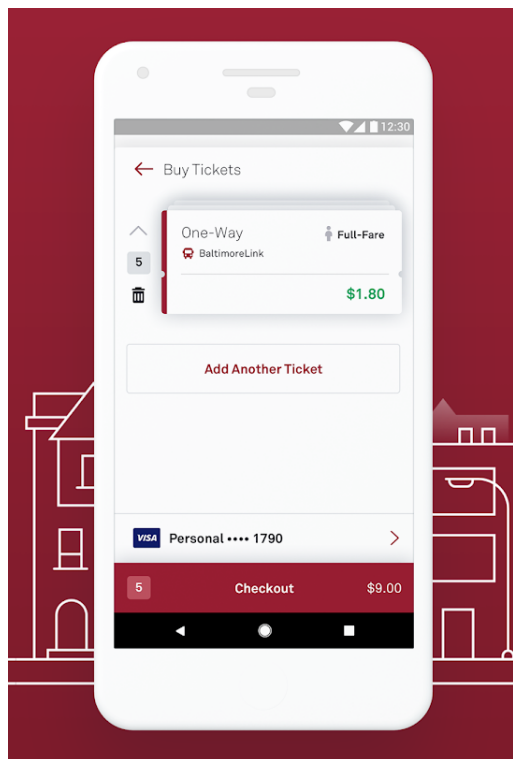 12:30
Buy Tickets
One-Way
Full-Fare
BaltimoreLink
5
$1.80
Add Another Ticket
VISA Personal •••• 1790
5 Checkout $9.00